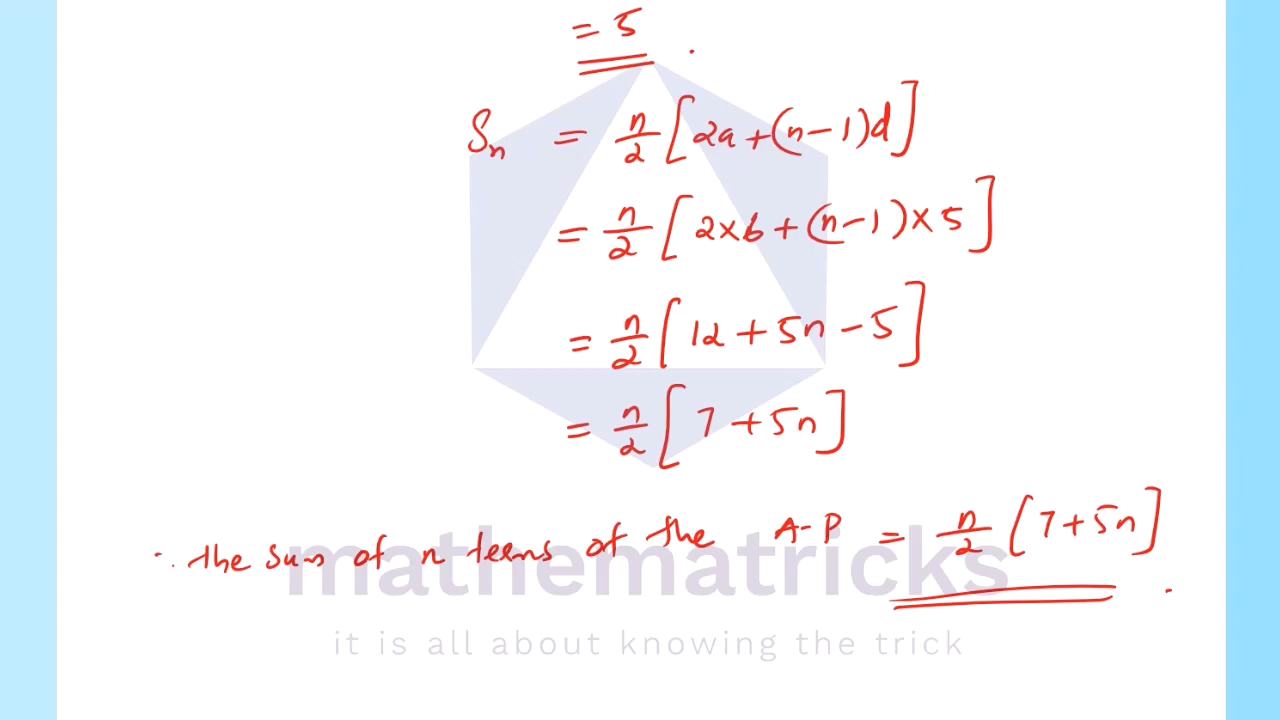 = 5 .
Sn = n/2 [2a + (n - 1)d]
= n/2 [2 × 6 + (n - 1) × 5]
= n/2 [12 + 5n - 5]
= n/2 [7 + 5n]
∴ the sum of n terms of the A-P = n/2 [7 + 5n] .
mathematricks
it is all about knowing the trick